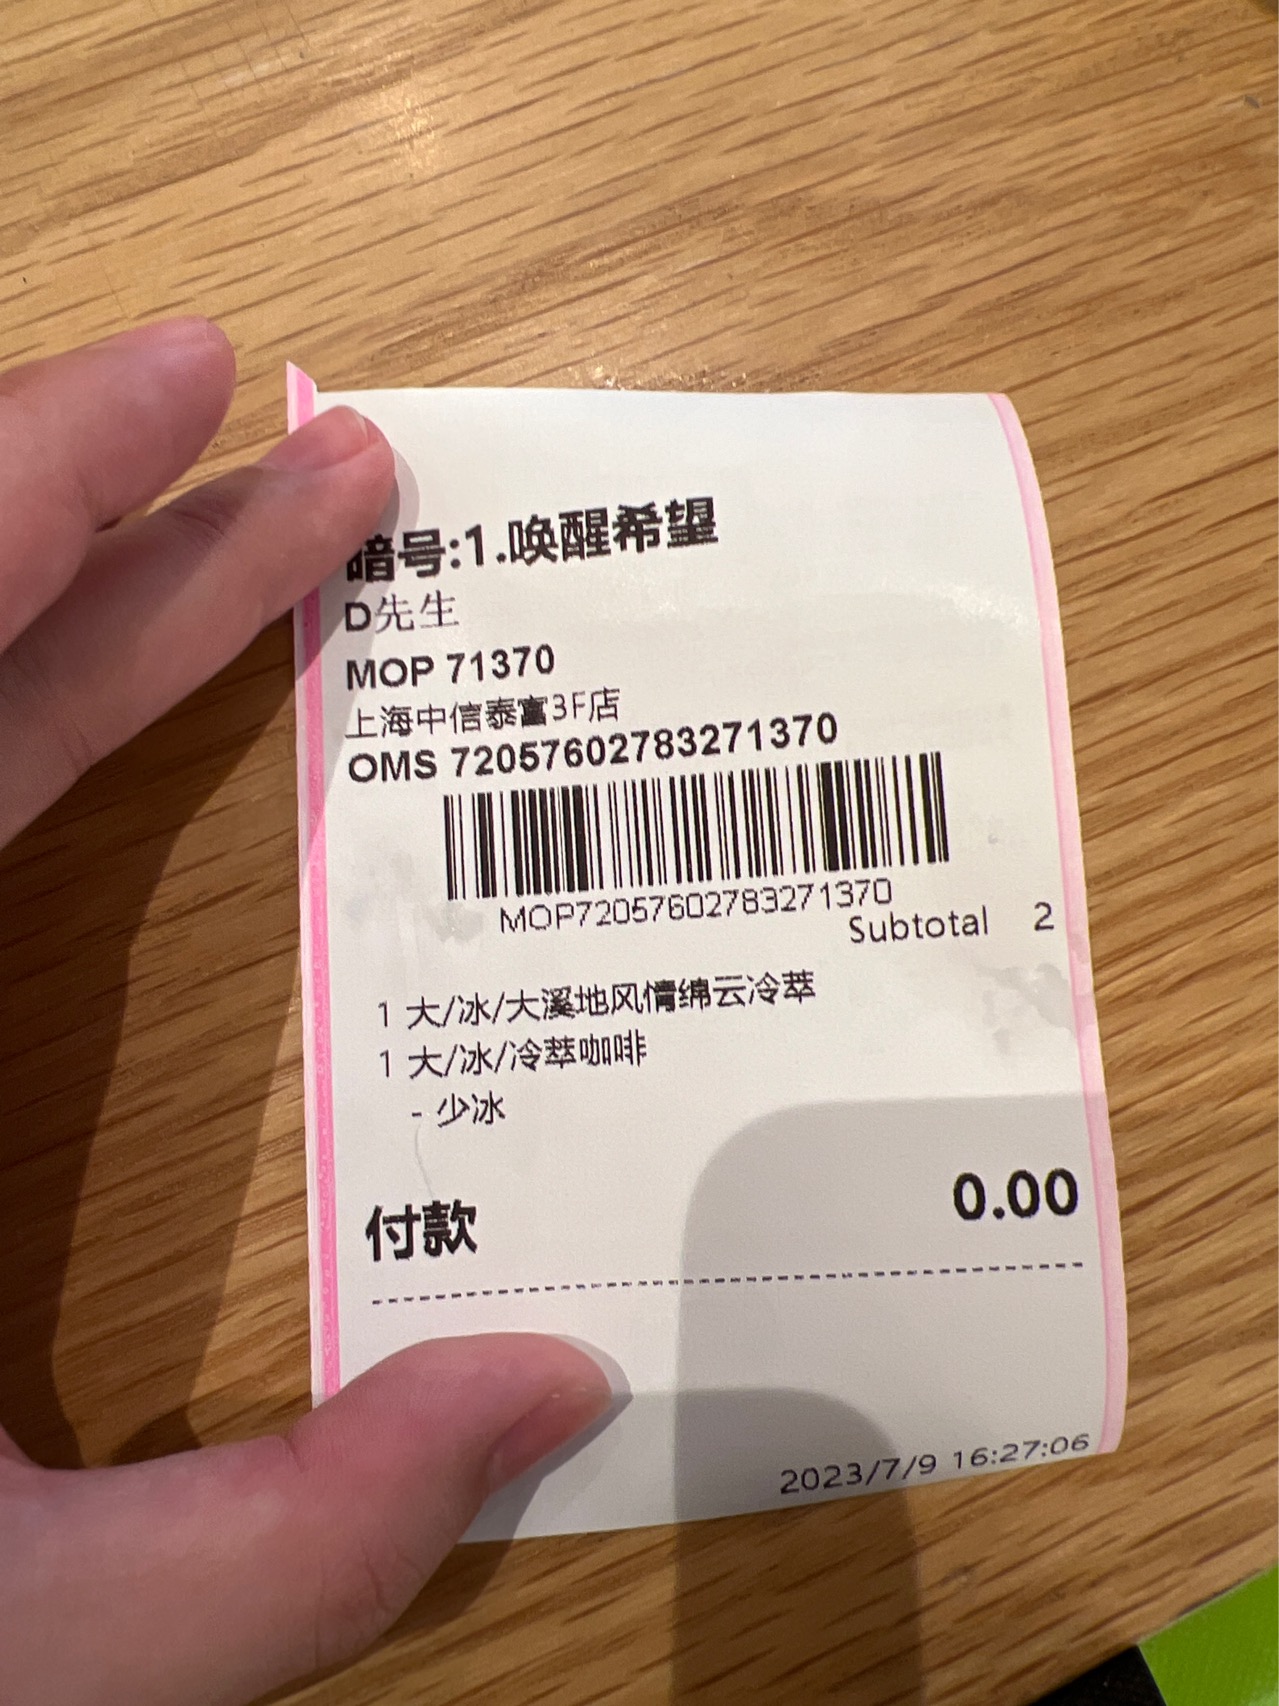 暗号:1.唤醒希望
D先生
MOP 71370
上海中信泰富3F店
OMS 72057602783271370
MOP72057602783271370
Subtotal 2
1 大/冰/大溪地风情绵云冷萃
1 大/冰/冷萃咖啡
- 少冰
付款 0.00
2023/7/9 16:27:06